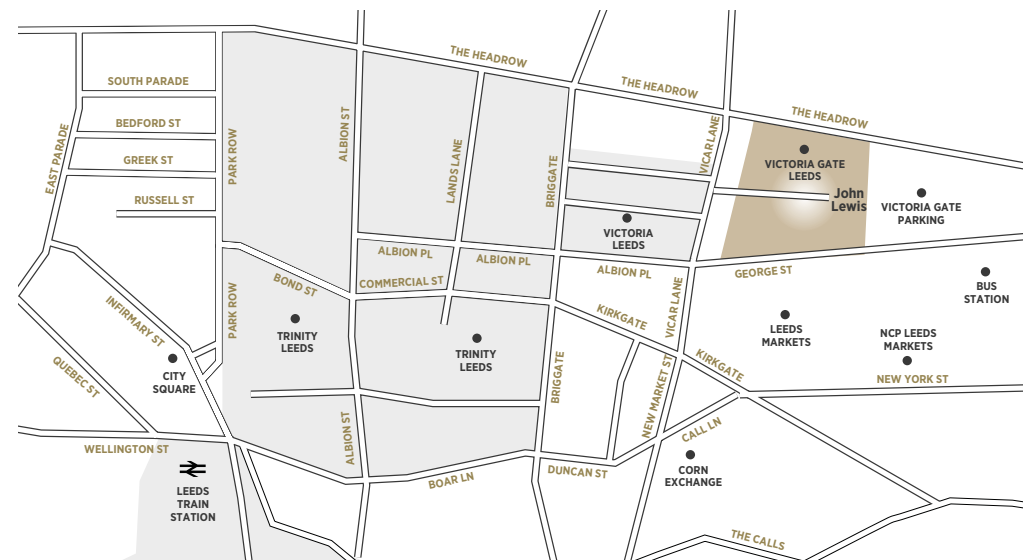 THE HEADROW
THE HEADROW
THE HEADROW
SOUTH PARADE
BEDFORD ST
GREEK ST
RUSSELL ST
EAST PARADE
PARK ROW
ALBION ST
LANDS LANE
BRIGGATE
VICAR LANE
VICTORIA GATE
LEEDS
John
Lewis
VICTORIA GATE
PARKING
VICTORIA
LEEDS
ALBION PL
ALBION PL
ALBION PL
GEORGE ST
BUS
STATION
BOND ST
COMMERCIAL ST
INFIRMARY ST
PARK ROW
TRINITY
LEEDS
TRINITY
LEEDS
KIRKGATE
VICAR LANE
LEEDS
MARKETS
NCP LEEDS
MARKETS
QUEBEC ST
CITY
SQUARE
BRIGGATE
NEW MARKET ST
KIRKGATE
NEW YORK ST
WELLINGTON ST
ALBION ST
CALL LN
LEEDS
TRAIN
STATION
BOAR LN
DUNCAN ST
CORN
EXCHANGE
THE CALLS